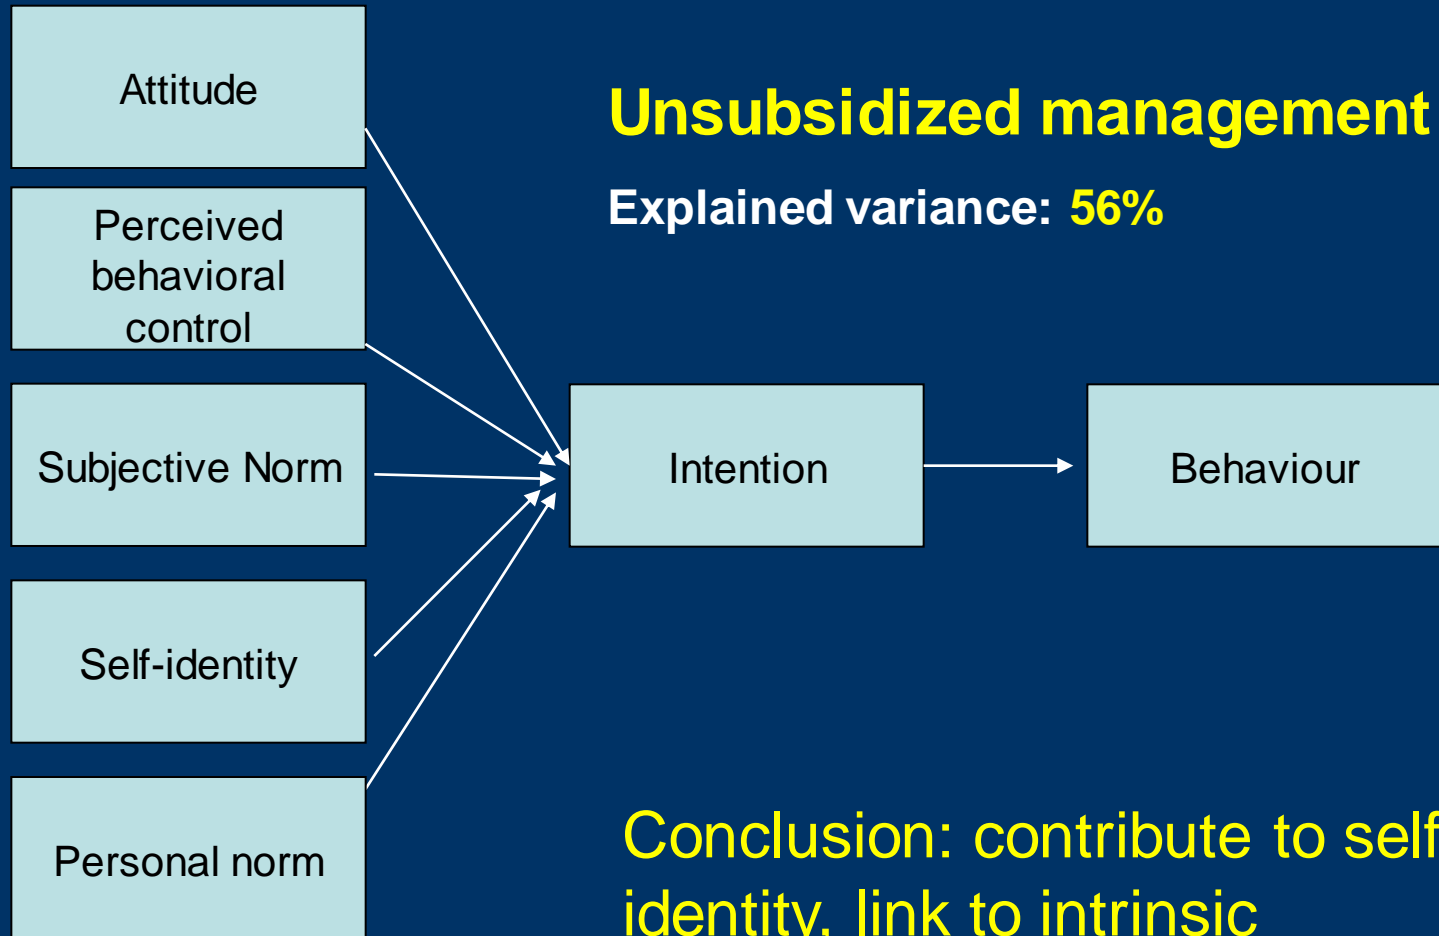 Attitude
Unsubsidized management
Explained variance: 56%
Perceived
behavioral
control
Subjective Norm
Intention
Behaviour
Self-identity
Personal norm
Conclusion: contribute to self
identity, link to intrinsic